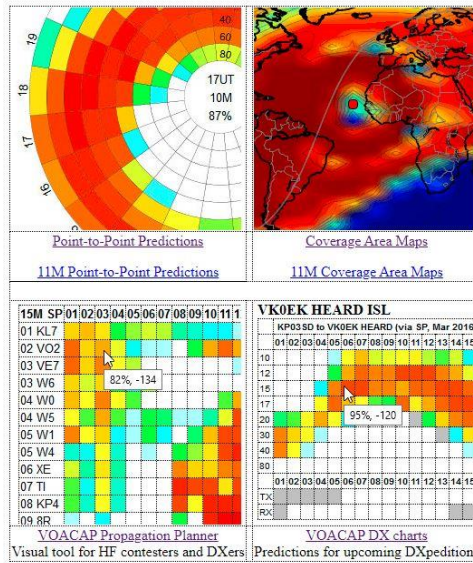 40
60
80
17UT
10M
87%
19
18
17
16
Point-to-Point Predictions
Coverage Area Maps
11M Point-to-Point Predictions
11M Coverage Area Maps
15M SP 01 02 03 04 05 06 07 08 09 10 11 1
01 KL7
02 VO2
03 VE7
82%, -134
03 W6
04 W0
04 W5
05 W1
05 W4
06 XE
07 TI
08 KP4
09 8R
VK0EK HEARD ISL
KP03SD to VK0EK HEARD (via SP, Mar 2016
01 02 03 04 05 06 07 08 09 10 11 12 13 14 15
10
12
15
17
95%, -120
20
30
40
80
01 02 03 04 05 06 07 08 09 10 11 12 13 14 15
TX
RX
VOACAP Propagation Planner
Visual tool for HF contesters and DXers
VOACAP DX charts
Predictions for upcoming DXpedition